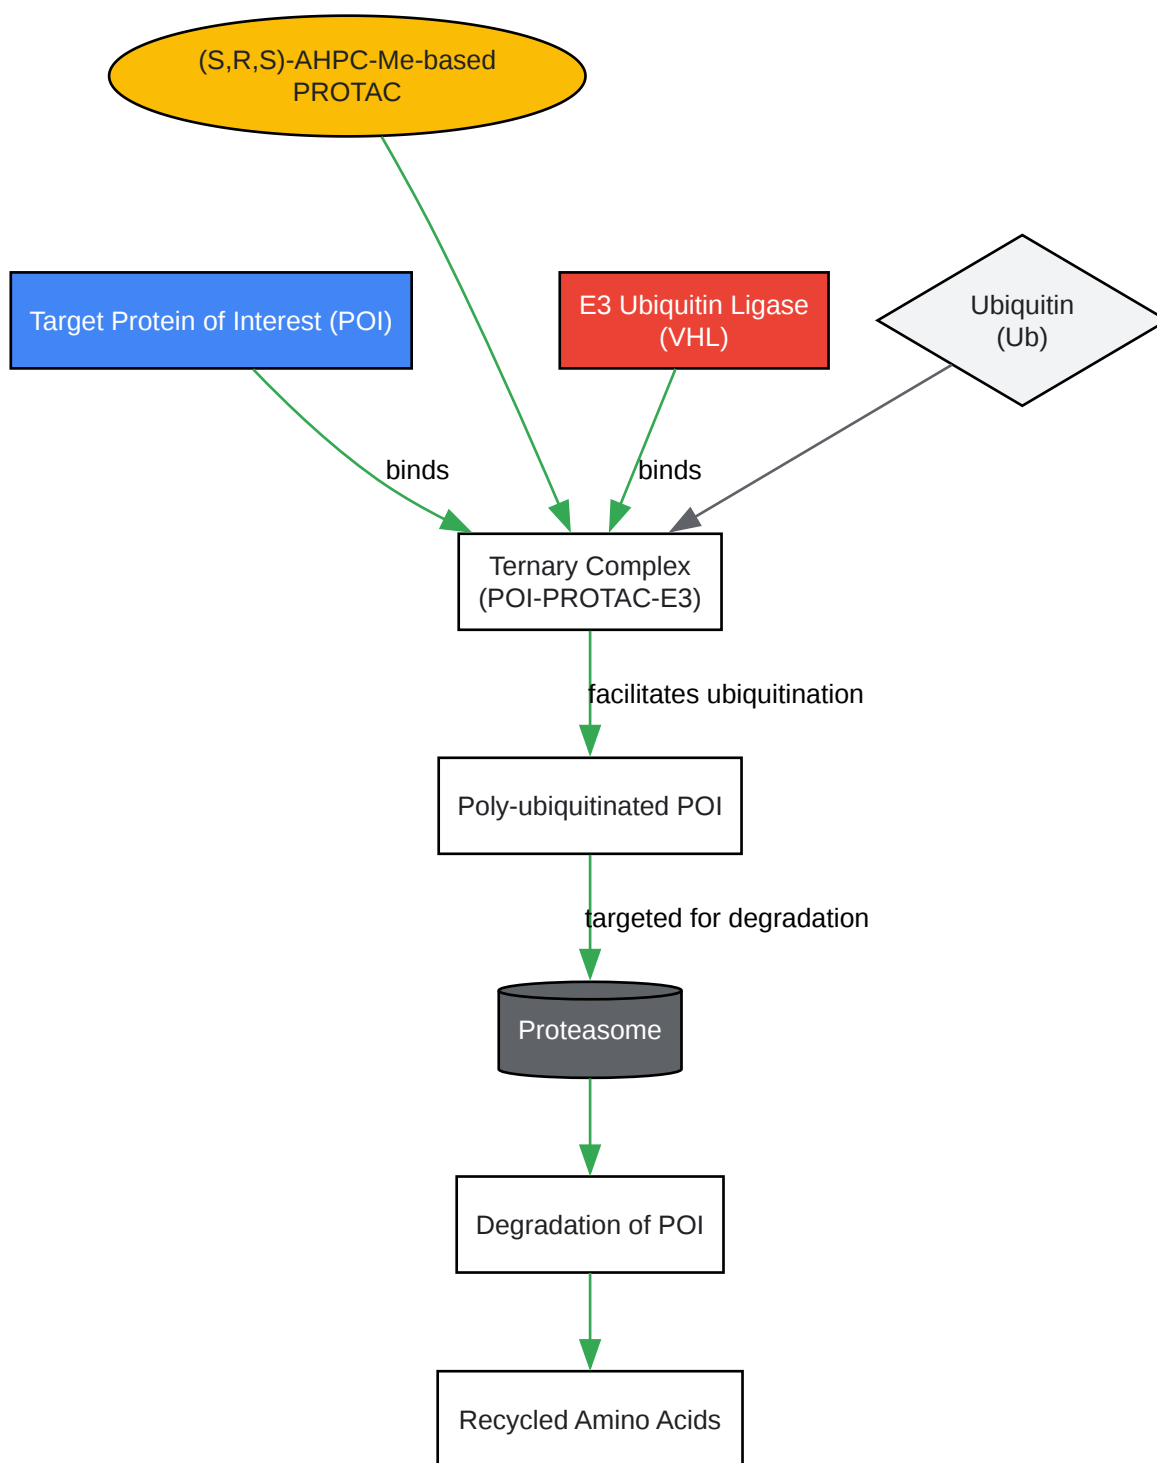 (S,R,S)-AHPC-Me-based
PROTAC
Target Protein of Interest (POI)
E3 Ubiquitin Ligase
(VHL)
Ubiquitin
(Ub)
binds
binds
Ternary Complex
(POI-PROTAC-E3)
facilitates ubiquitination
Poly-ubiquitinated POI
targeted for degradation
Proteasome
Degradation of POI
Recycled Amino Acids